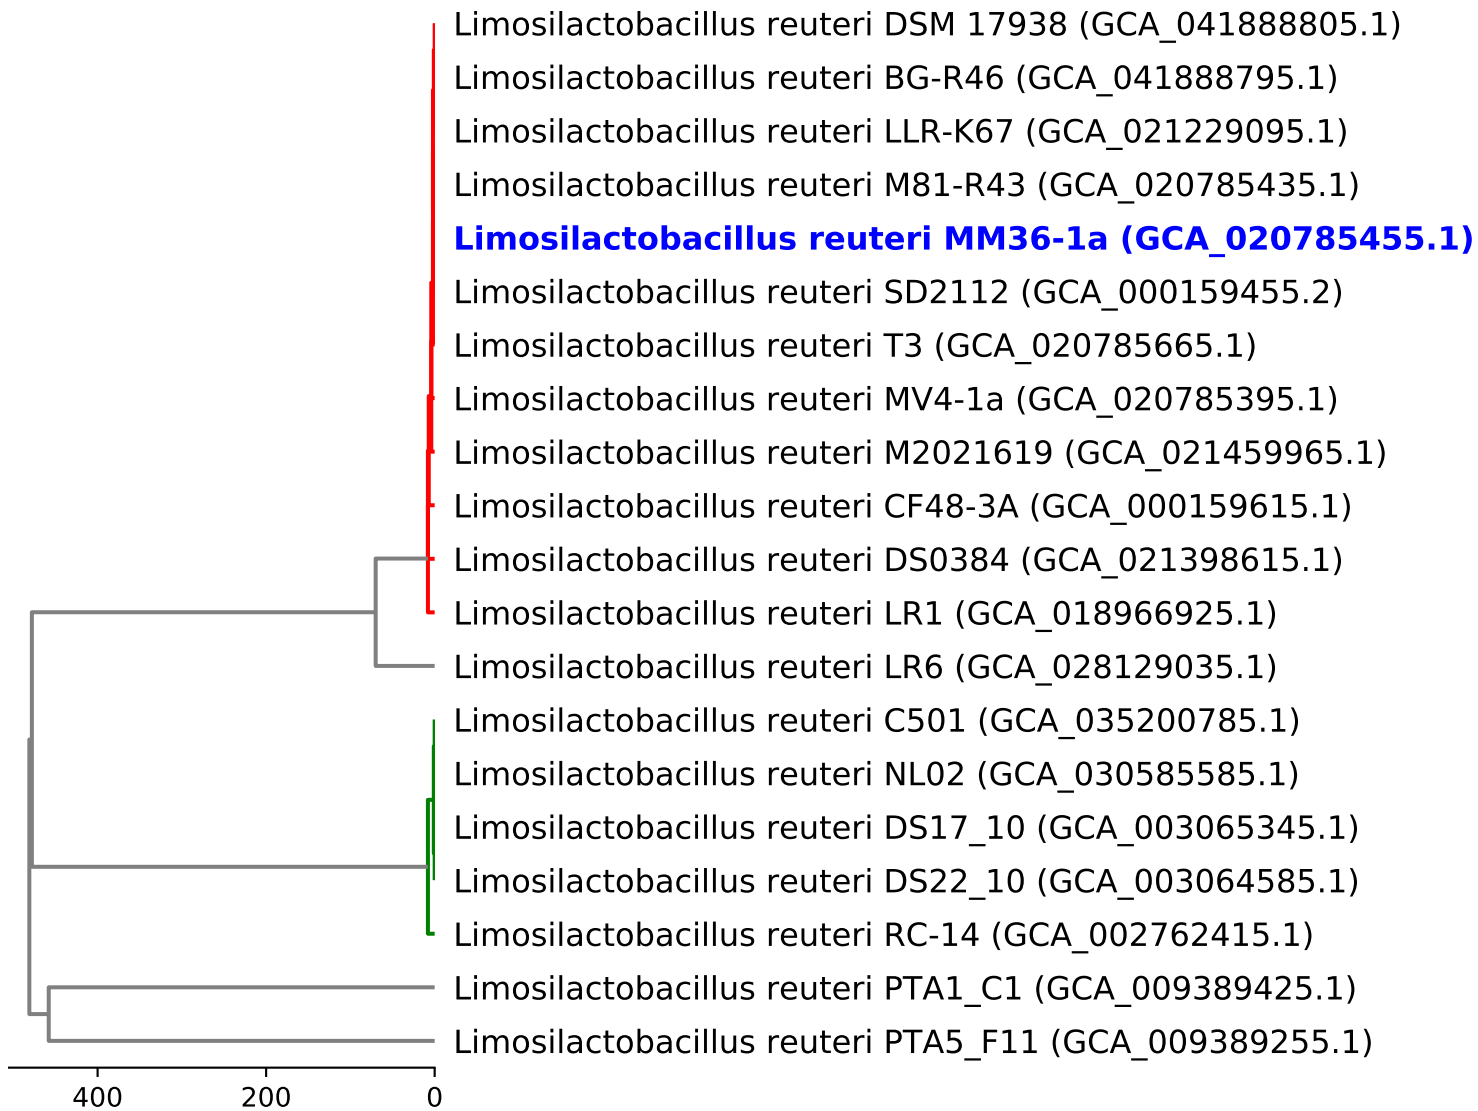 Limosilactobacillus reuteri DSM 17938 (GCA_041888805.1)
Limosilactobacillus reuteri BG-R46 (GCA_041888795.1)
Limosilactobacillus reuteri LLR-K67 (GCA_021229095.1)
Limosilactobacillus reuteri M81-R43 (GCA_020785435.1)
Limosilactobacillus reuteri MM36-1a (GCA_020785455.1)
Limosilactobacillus reuteri SD2112 (GCA_000159455.2)
Limosilactobacillus reuteri T3 (GCA_020785665.1)
Limosilactobacillus reuteri MV4-1a (GCA_020785395.1)
Limosilactobacillus reuteri M2021619 (GCA_021459965.1)
Limosilactobacillus reuteri CF48-3A (GCA_000159615.1)
Limosilactobacillus reuteri DS0384 (GCA_021398615.1)
Limosilactobacillus reuteri LR1 (GCA_018966925.1)
Limosilactobacillus reuteri LR6 (GCA_028129035.1)
Limosilactobacillus reuteri C501 (GCA_035200785.1)
Limosilactobacillus reuteri NL02 (GCA_030585585.1)
Limosilactobacillus reuteri DS17_10 (GCA_003065345.1)
Limosilactobacillus reuteri DS22_10 (GCA_003064585.1)
Limosilactobacillus reuteri RC-14 (GCA_002762415.1)
Limosilactobacillus reuteri PTA1_C1 (GCA_009389425.1)
Limosilactobacillus reuteri PTA5_F11 (GCA_009389255.1)
400 200 0